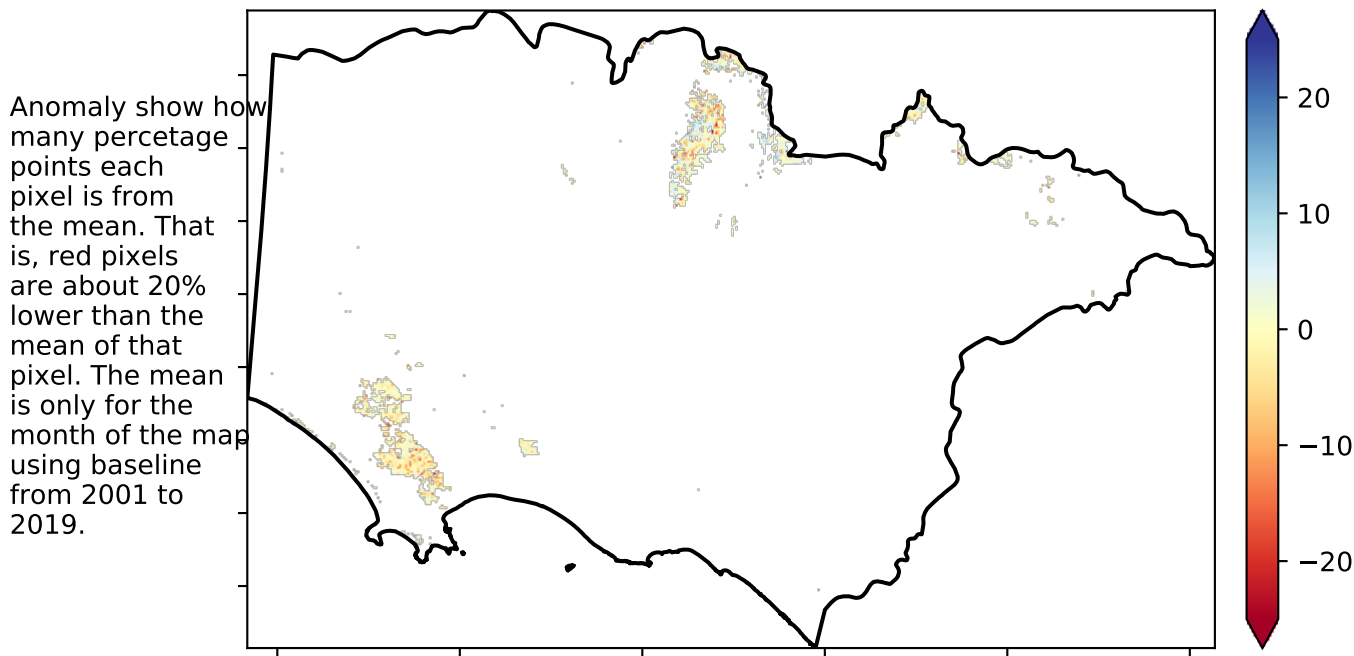 Anomaly show how
many percetage
points each
pixel is from
the mean. That
is, red pixels
are about 20%
lower than the
mean of that
pixel. The mean
is only for the
month of the map
using baseline
from 2001 to
2019.
20
10
0
−10
−20